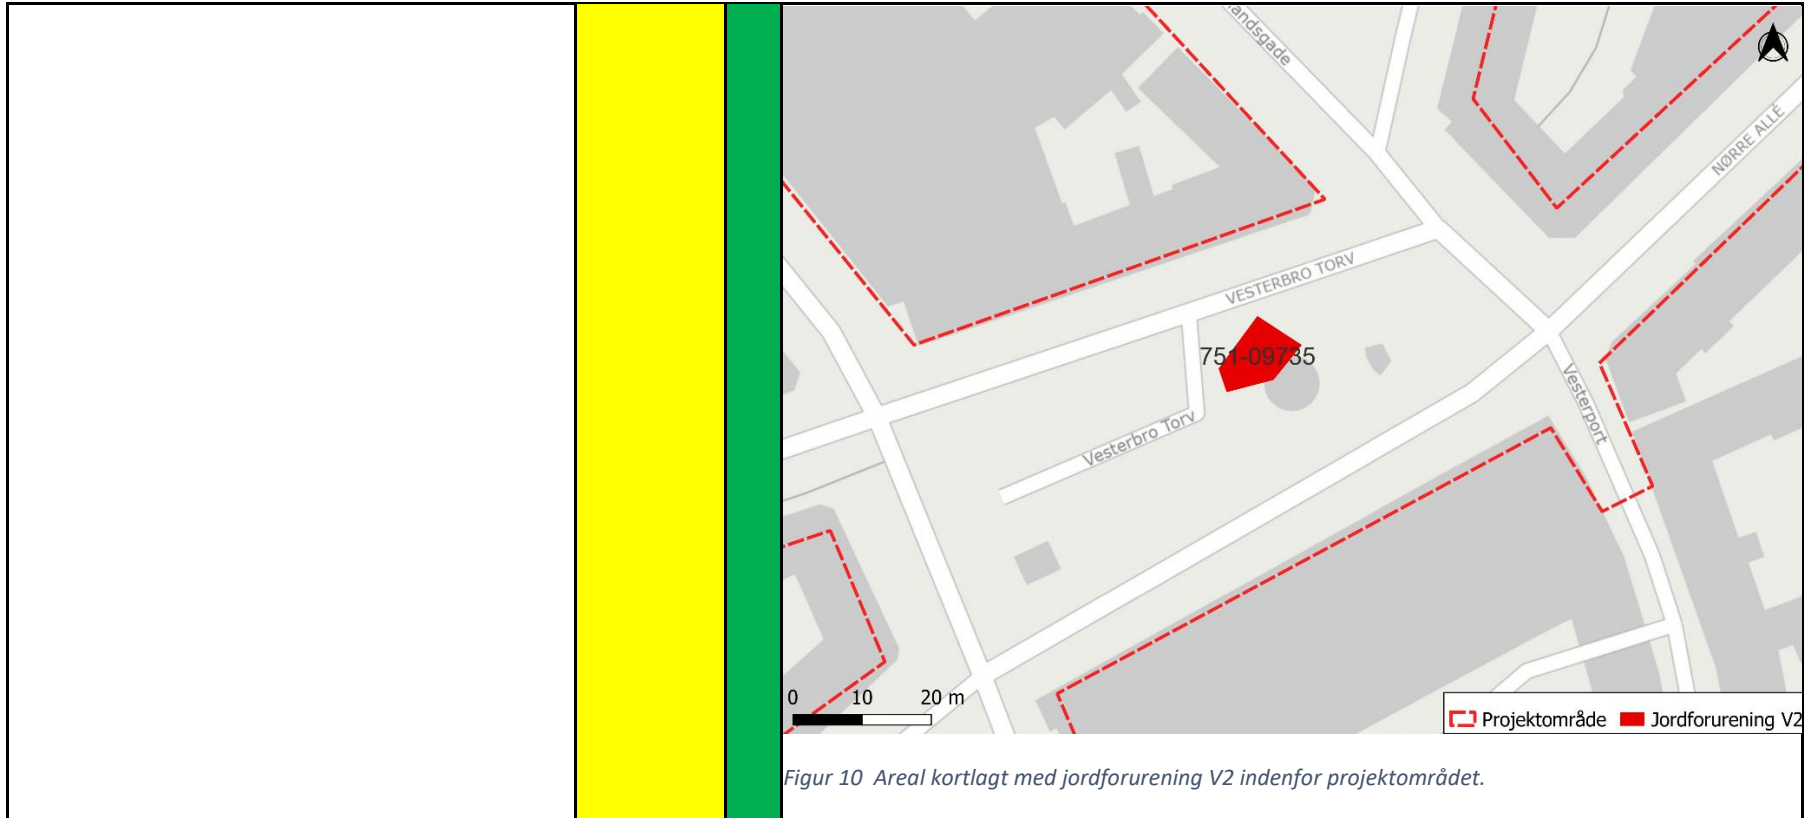 andsgade
NØRRE ALLÉ
VESTERBRO TORV
751-09735
Vesterbro Torv
Vesterport
0 10 20 m
Projektområde Jordforurening V2
Figur 10 Areal kortlagt med jordforurening V2 indenfor projektområdet.